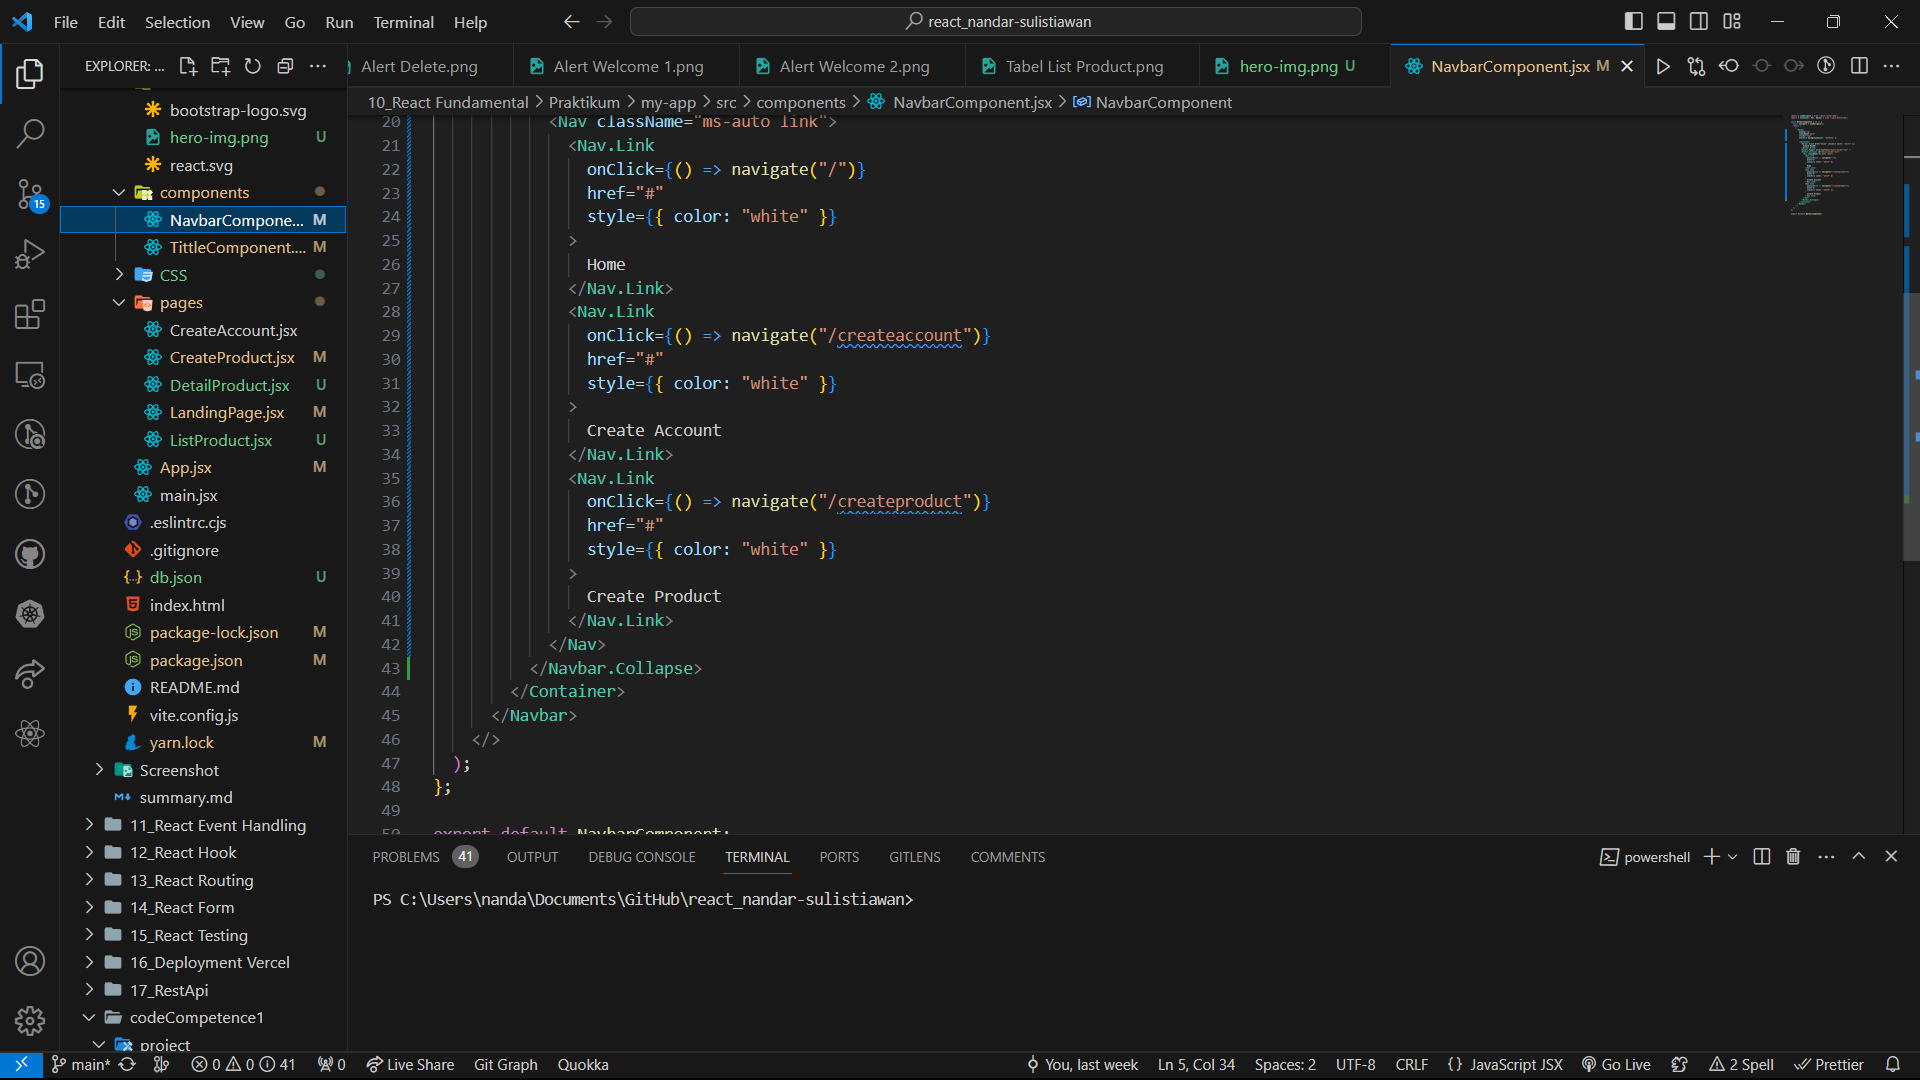 File Edit Selection View Go Run Terminal Help
react_nandar-sulistiawan
EXPLORER: ...
Alert Delete.png
Alert Welcome 1.png
Alert Welcome 2.png
Tabel List Product.png
hero-img.png U
NavbarComponent.jsx M
10_React Fundamental > Praktikum > my-app > src > components > NavbarComponent.jsx > NavbarComponent
bootstrap-logo.svg
hero-img.png U
react.svg
components
NavbarCompone... M
TittleComponent.... M
CSS
pages
CreateAccount.jsx
CreateProduct.jsx M
DetailProduct.jsx U
LandingPage.jsx M
ListProduct.jsx U
App.jsx M
main.jsx
.eslintrc.cjs
.gitignore
db.json U
index.html
package-lock.json M
package.json M
README.md
vite.config.js
yarn.lock M
Screenshot
summary.md
11_React Event Handling
12_React Hook
13_React Routing
14_React Form
15_React Testing
16_Deployment Vercel
17_RestApi
codeCompetence1
project
15
20 <Nav className="ms-auto link">
21 <Nav.Link
22 onClick={() => navigate("/")}
23 href="#"
24 style={{ color: "white" }}
25 >
26 Home
27 </Nav.Link>
28 <Nav.Link
29 onClick={() => navigate("/createaccount")}
30 href="#"
31 style={{ color: "white" }}
32 >
33 Create Account
34 </Nav.Link>
35 <Nav.Link
36 onClick={() => navigate("/createproduct")}
37 href="#"
38 style={{ color: "white" }}
39 >
40 Create Product
41 </Nav.Link>
42 </Nav>
43 </Navbar.Collapse>
44 </Container>
45 </Navbar>
46 </>
47 );
48 };
49
50 export default NavbarComponent;
PROBLEMS 41 OUTPUT DEBUG CONSOLE TERMINAL PORTS GITLENS COMMENTS
powershell
PS C:\Users\nanda\Documents\GitHub\react_nandar-sulistiawan>
main* 0 0 41 0 Live Share Git Graph Quokka
You, last week Ln 5, Col 34 Spaces: 2 UTF-8 CRLF {} JavaScript JSX Go Live 2 Spell Prettier